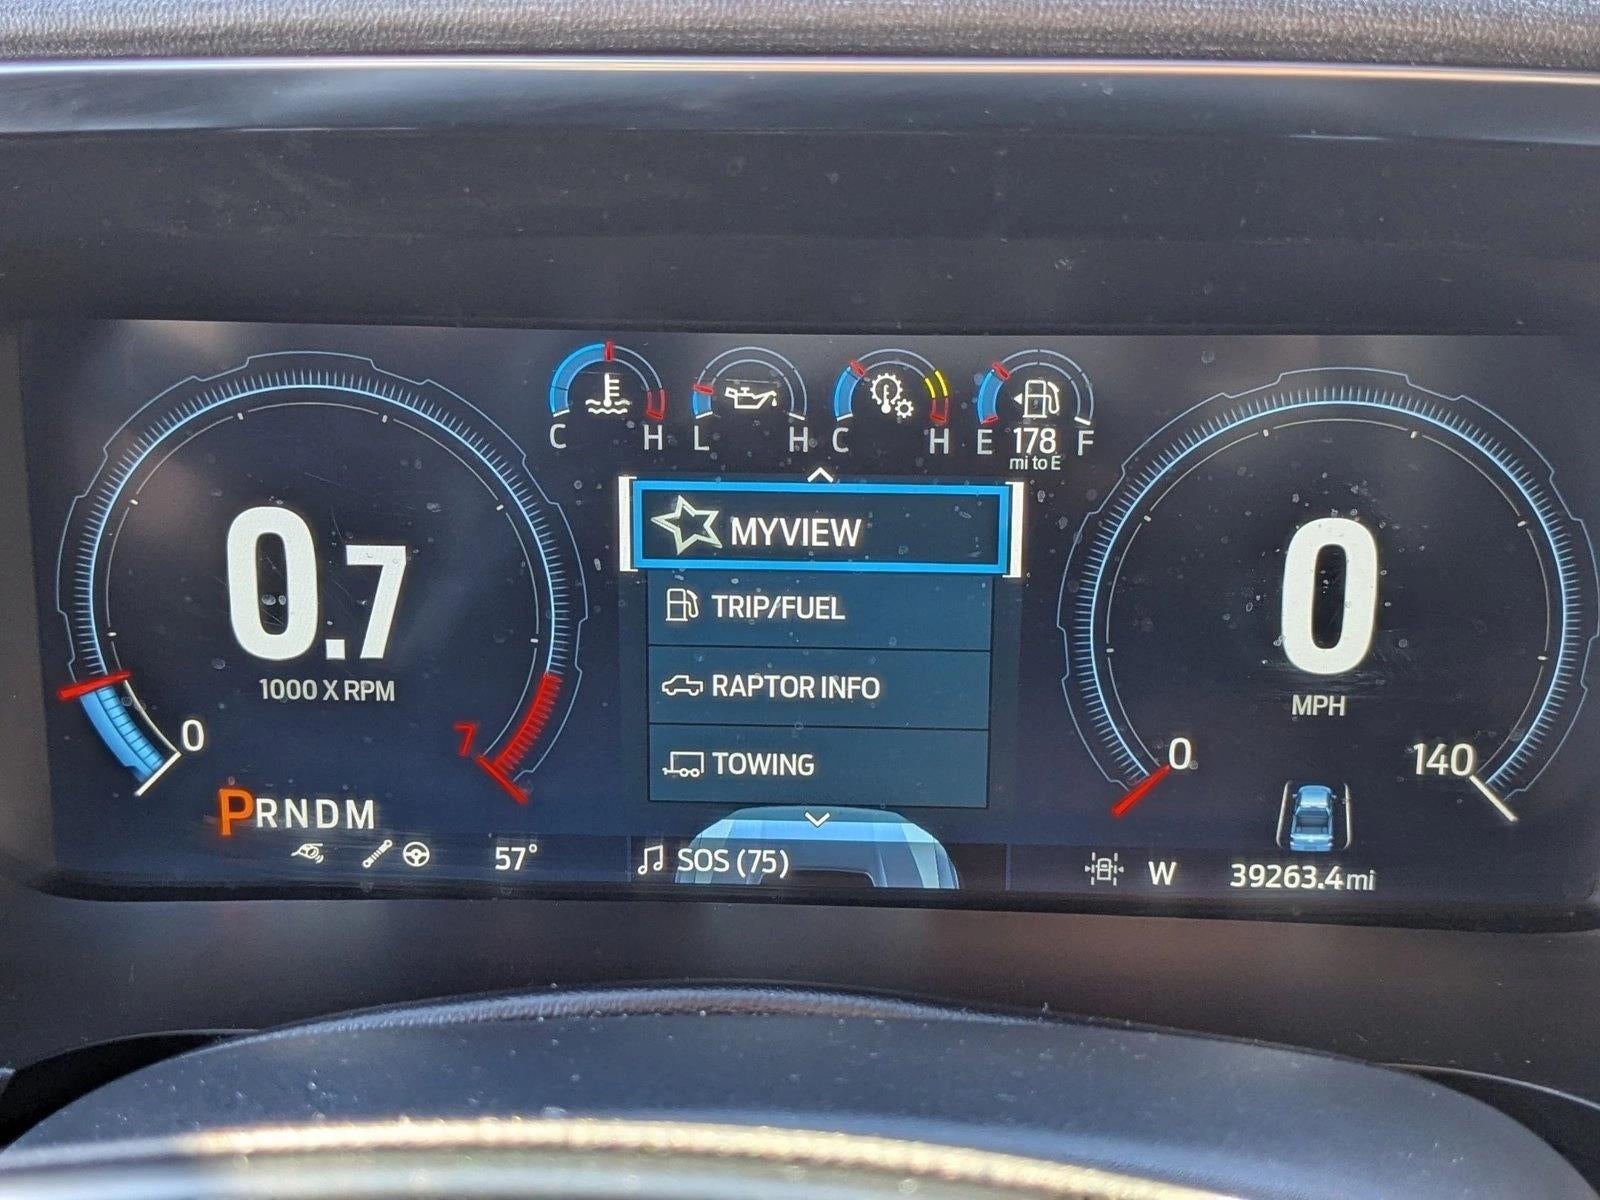 C H L H C H E 178 F
mi to E
MYVIEW
TRIP/FUEL
RAPTOR INFO
TOWING
0.7
1000 X RPM
0
7
PRNDM
57°
SOS (75)
0
MPH
0
140
W
39263.4mi